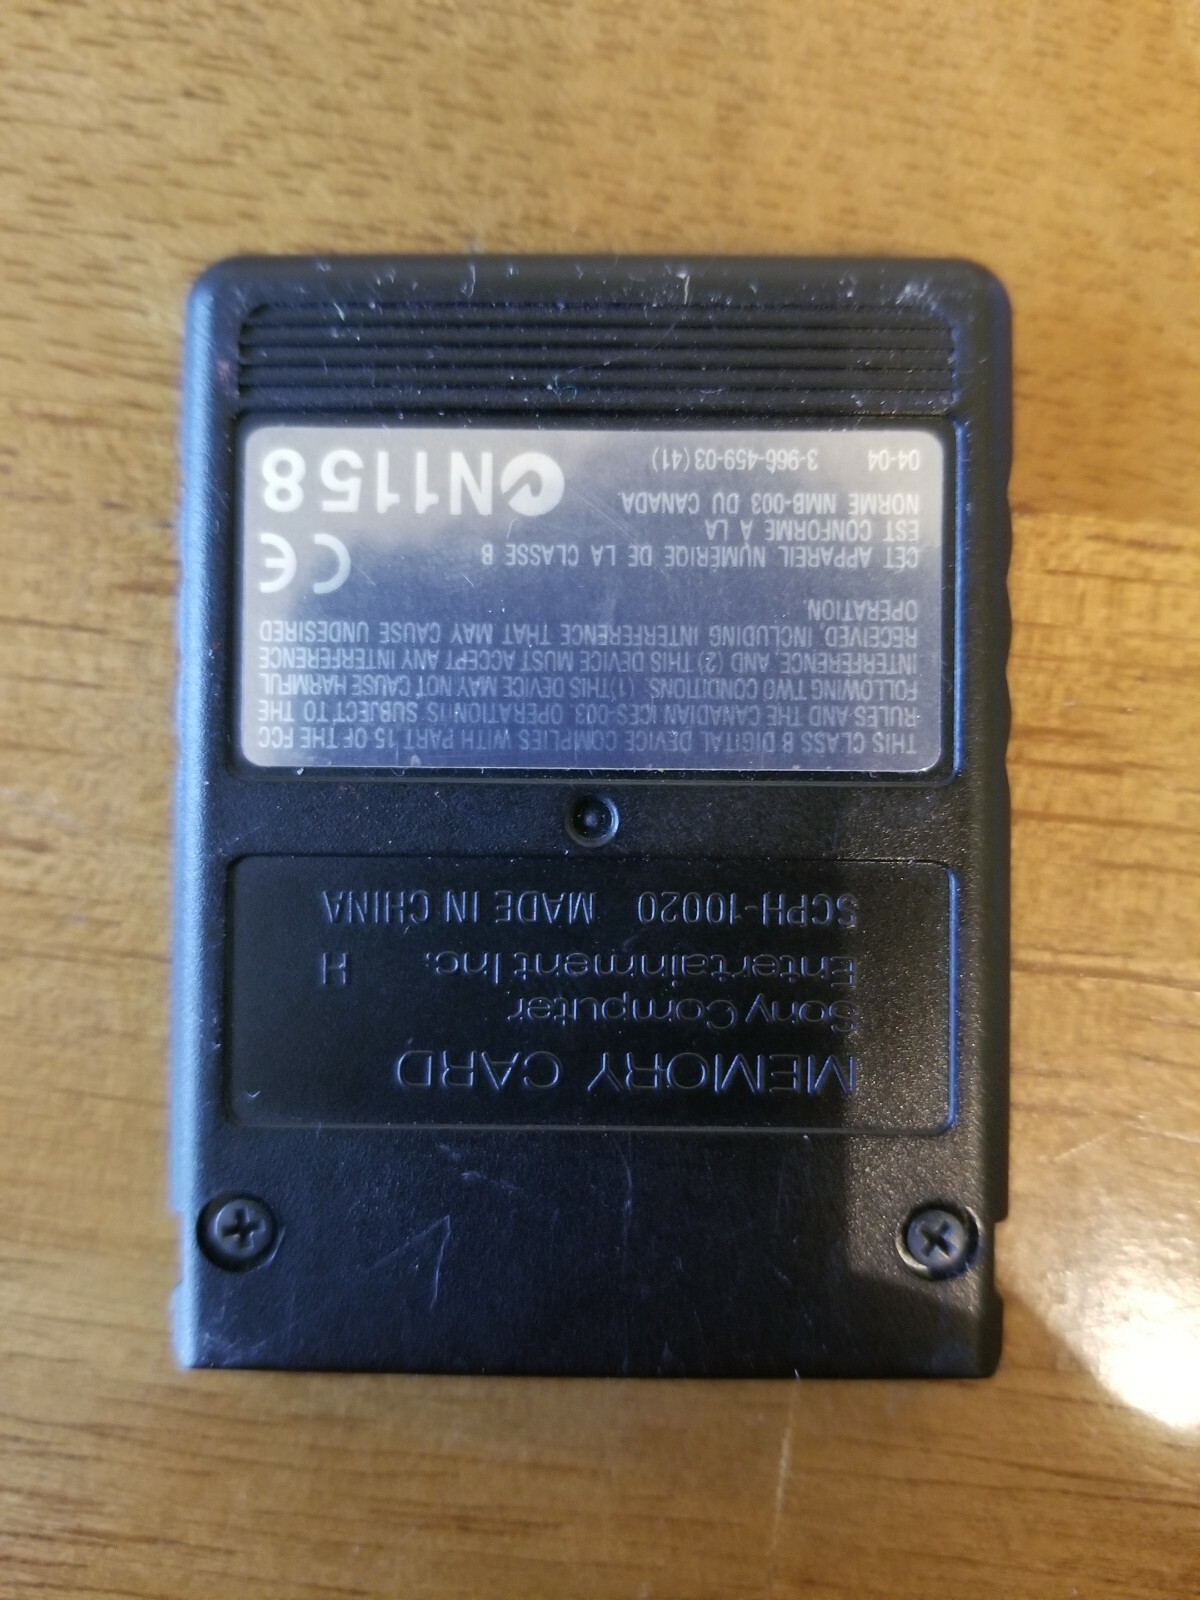 MEMORY CARD
Sony Computer
Entertainment Inc. H
SCPH-10020 MADE IN CHINA
THIS CLASS B DIGITAL DEVICE COMPLIES WITH PART 15 OF THE FCC
RULES AND THE CANADIAN ICES-003. OPERATION IS SUBJECT TO THE
FOLLOWING TWO CONDITIONS. (1)THIS DEVICE MAY NOT CAUSE HARMFUL
INTERFERENCE, AND, (2) THIS DEVICE MUST ACCEPT ANY INTERFERENCE
RECEIVED, INCLUDING INTERFERENCE THAT MAY CAUSE UNDESIRED
OPERATION.
CET APPAREIL NUMÉRIQE DE LA CLASSE B
EST CONFORME À LA
NORME NMB-003 DU CANADA.
04-04 3-966-459-03(41)
CE
N1158